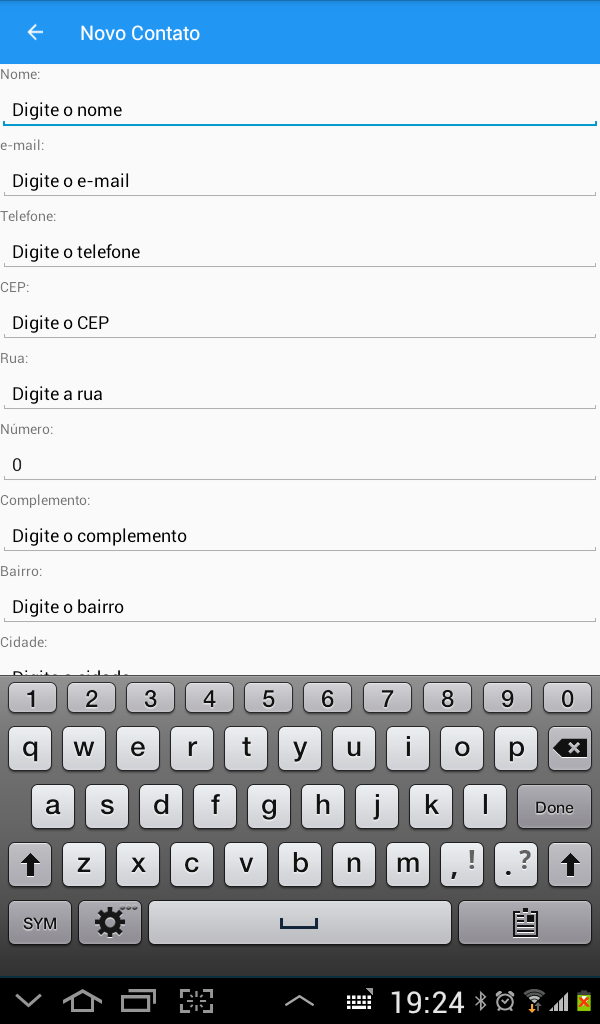 Novo Contato
Nome:
Digite o nome
e-mail:
Digite o e-mail
Telefone:
Digite o telefone
CEP:
Digite o CEP
Rua:
Digite a rua
Número:
0
Complemento:
Digite o complemento
Bairro:
Digite o bairro
Cidade:
Digite a cidade
1 2 3 4 5 6 7 8 9 0
q w e r t y u i o p
a s d f g h j k l Done
z x c v b n m , ! . ?
SYM
19:24